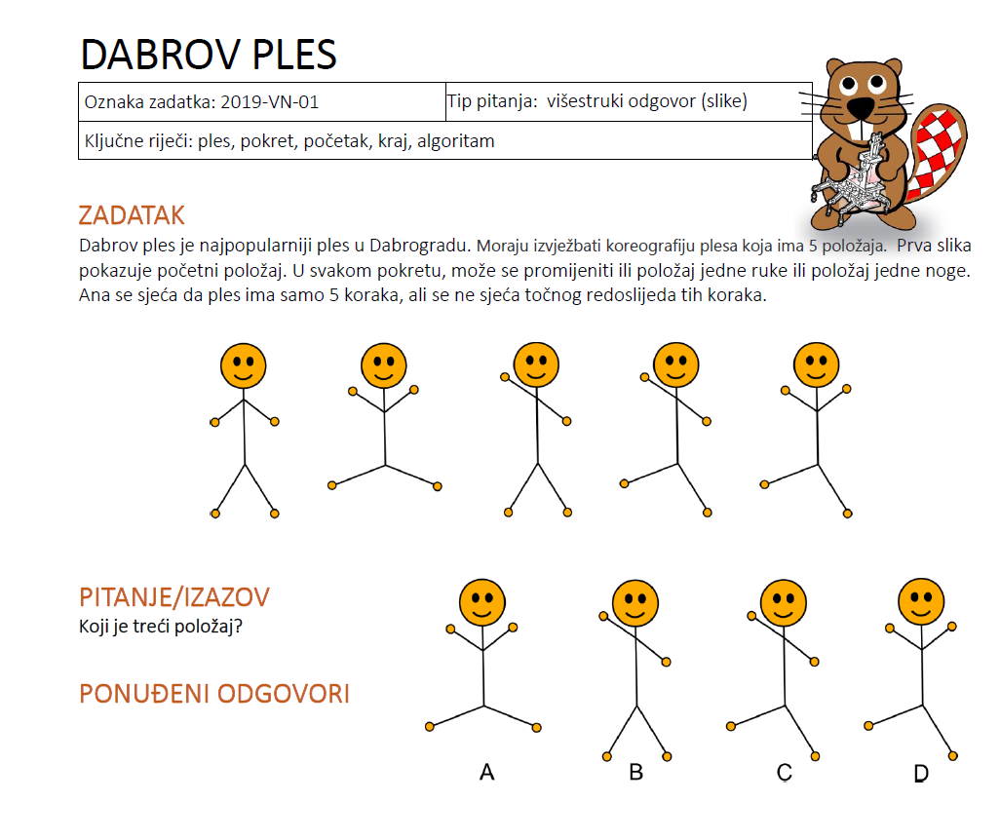 DABROV PLES
Oznaka zadatka: 2019-VN-01
Tip pitanja: višestruki odgovor (slike)
Ključne riječi: ples, pokret, početak, kraj, algoritam
ZADATAK
Dabrov ples je najpopularniji ples u Dabrogradu. Moraju izvježbati koreografiju plesa koja ima 5 položaja. Prva slika
pokazuje početni položaj. U svakom pokretu, može se promijeniti ili položaj jedne ruke ili položaj jedne noge.
Ana se sjeća da ples ima samo 5 koraka, ali se ne sjeća točnog redoslijeda tih koraka.
PITANJE/IZAZOV
Koji je treći položaj?
PONUĐENI ODGOVORI
A B C D